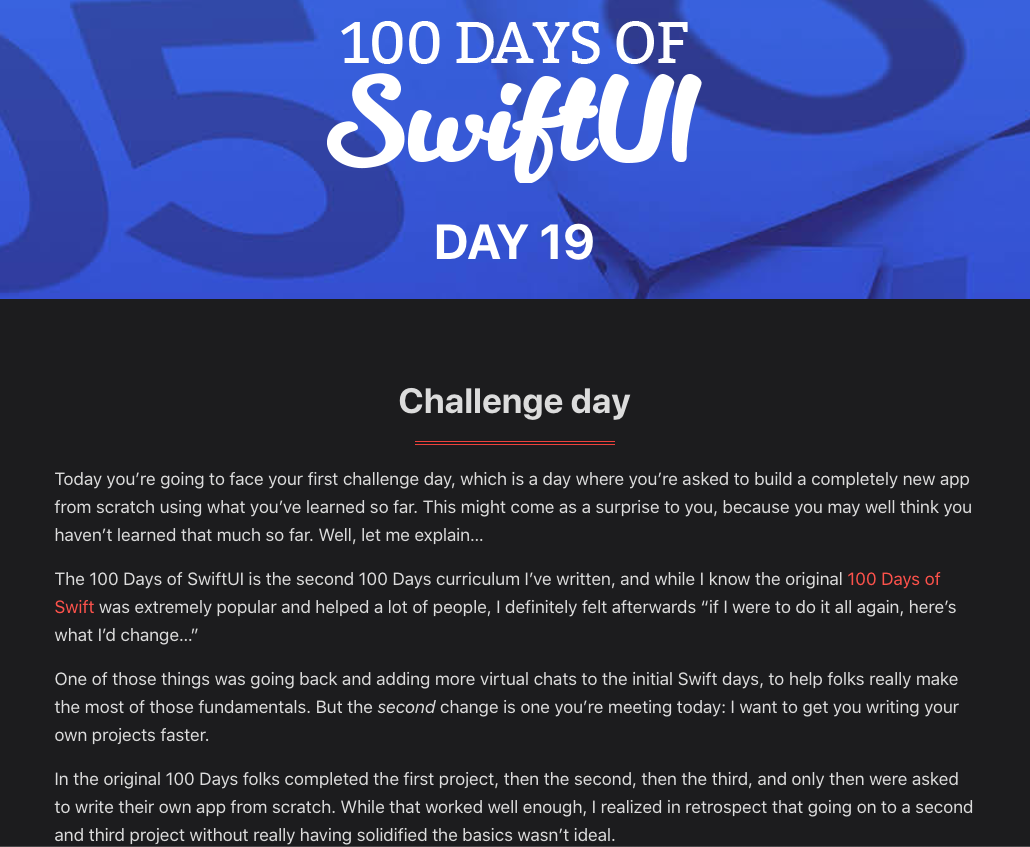 100 DAYS OF
SwiftUI
DAY 19
Challenge day
Today you’re going to face your first challenge day, which is a day where you’re asked to build a completely new app
from scratch using what you’ve learned so far. This might come as a surprise to you, because you may well think you
haven’t learned that much so far. Well, let me explain…
The 100 Days of SwiftUI is the second 100 Days curriculum I’ve written, and while I know the original 100 Days of
Swift was extremely popular and helped a lot of people, I definitely felt afterwards “if I were to do it all again, here’s
what I’d change…”
One of those things was going back and adding more virtual chats to the initial Swift days, to help folks really make
the most of those fundamentals. But the second change is one you’re meeting today: I want to get you writing your
own projects faster.
In the original 100 Days folks completed the first project, then the second, then the third, and only then were asked
to write their own app from scratch. While that worked well enough, I realized in retrospect that going on to a second
and third project without really having solidified the basics wasn’t ideal.